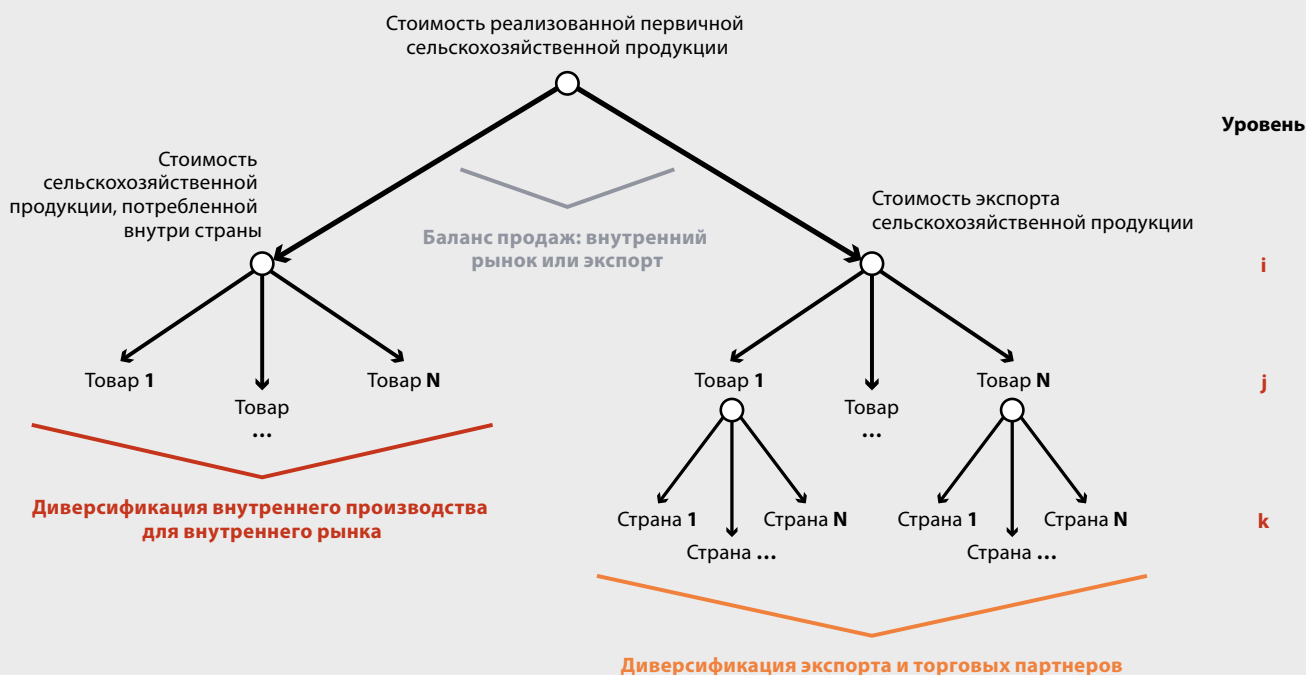 Стоимость реализованной первичной
сельскохозяйственной продукции
Уровень
Стоимость
сельскохозяйственной
продукции, потребленной
внутри страны
Стоимость экспорта
сельскохозяйственной продукции
Баланс продаж: внутренний
рынок или экспорт
i
Товар 1
Товар
...
Товар N
Товар 1
Товар
...
Товар N
j
Диверсификация внутреннего производства
для внутреннего рынка
Страна 1
Страна ...
Страна N
Страна 1
Страна ...
Страна N
k
Диверсификация экспорта и торговых партнеров